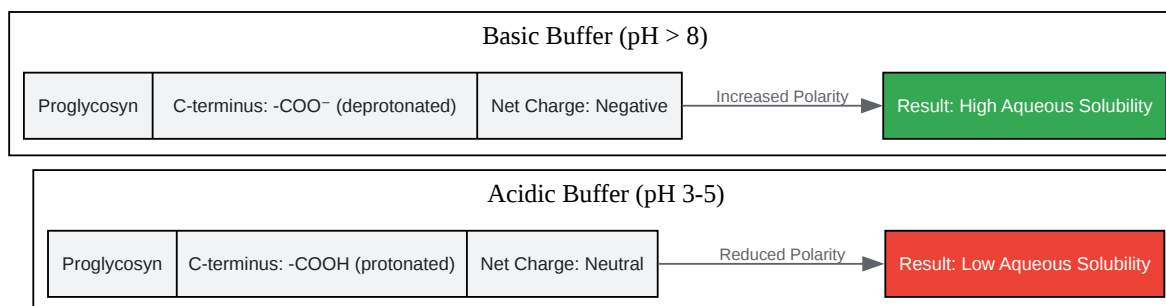 Basic Buffer (pH > 8)
Proglycosyn
C-terminus: -COO⁻ (deprotonated)
Net Charge: Negative
Increased Polarity
Result: High Aqueous Solubility
Acidic Buffer (pH 3-5)
Proglycosyn
C-terminus: -COOH (protonated)
Net Charge: Neutral
Reduced Polarity
Result: Low Aqueous Solubility